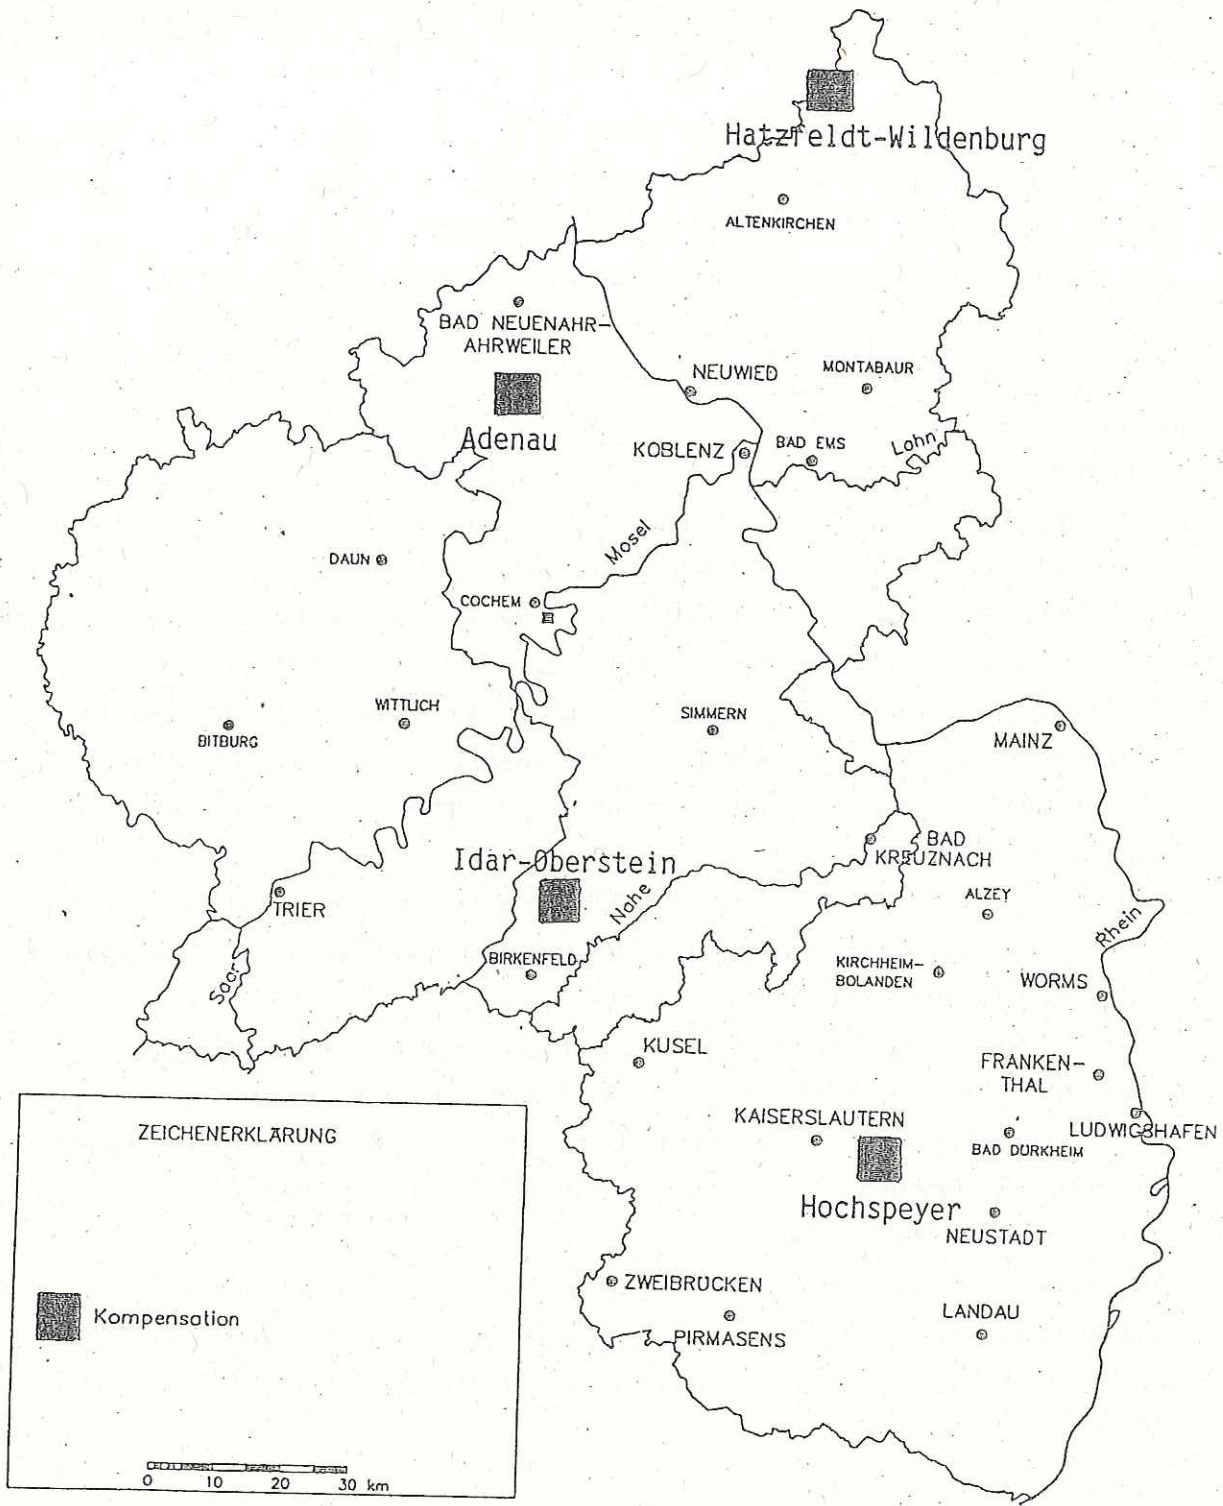 Hatzfeldt-Wildenburg
ALTENKIRCHEN
BAD NEUENAHR-
AHRWEILER
NEUWIED
MONTABAUR
Adenau
KOBLENZ
BAD EMS
Lahn
Mosel
DAUN
COCHEM
WITTLICH
BITBURG
SIMMERN
MAINZ
BAD
KREUZNACH
Idar-Oberstein
Nahe
ALZEY
TRIER
Rhein
BIRKENFELD
KIRCHHEIM-
BOLANDEN
Saar
WORMS
KUSEL
FRANKEN-
THAL
KAISERSLAUTERN
LUDWIGSHAFEN
BAD DÜRKHEIM
Hochspeyer
NEUSTADT
ZWEIBRÜCKEN
LANDAU
PIRMASENS
ZEICHENERKLÄRUNG
Kompensation
0 10 20 30 km